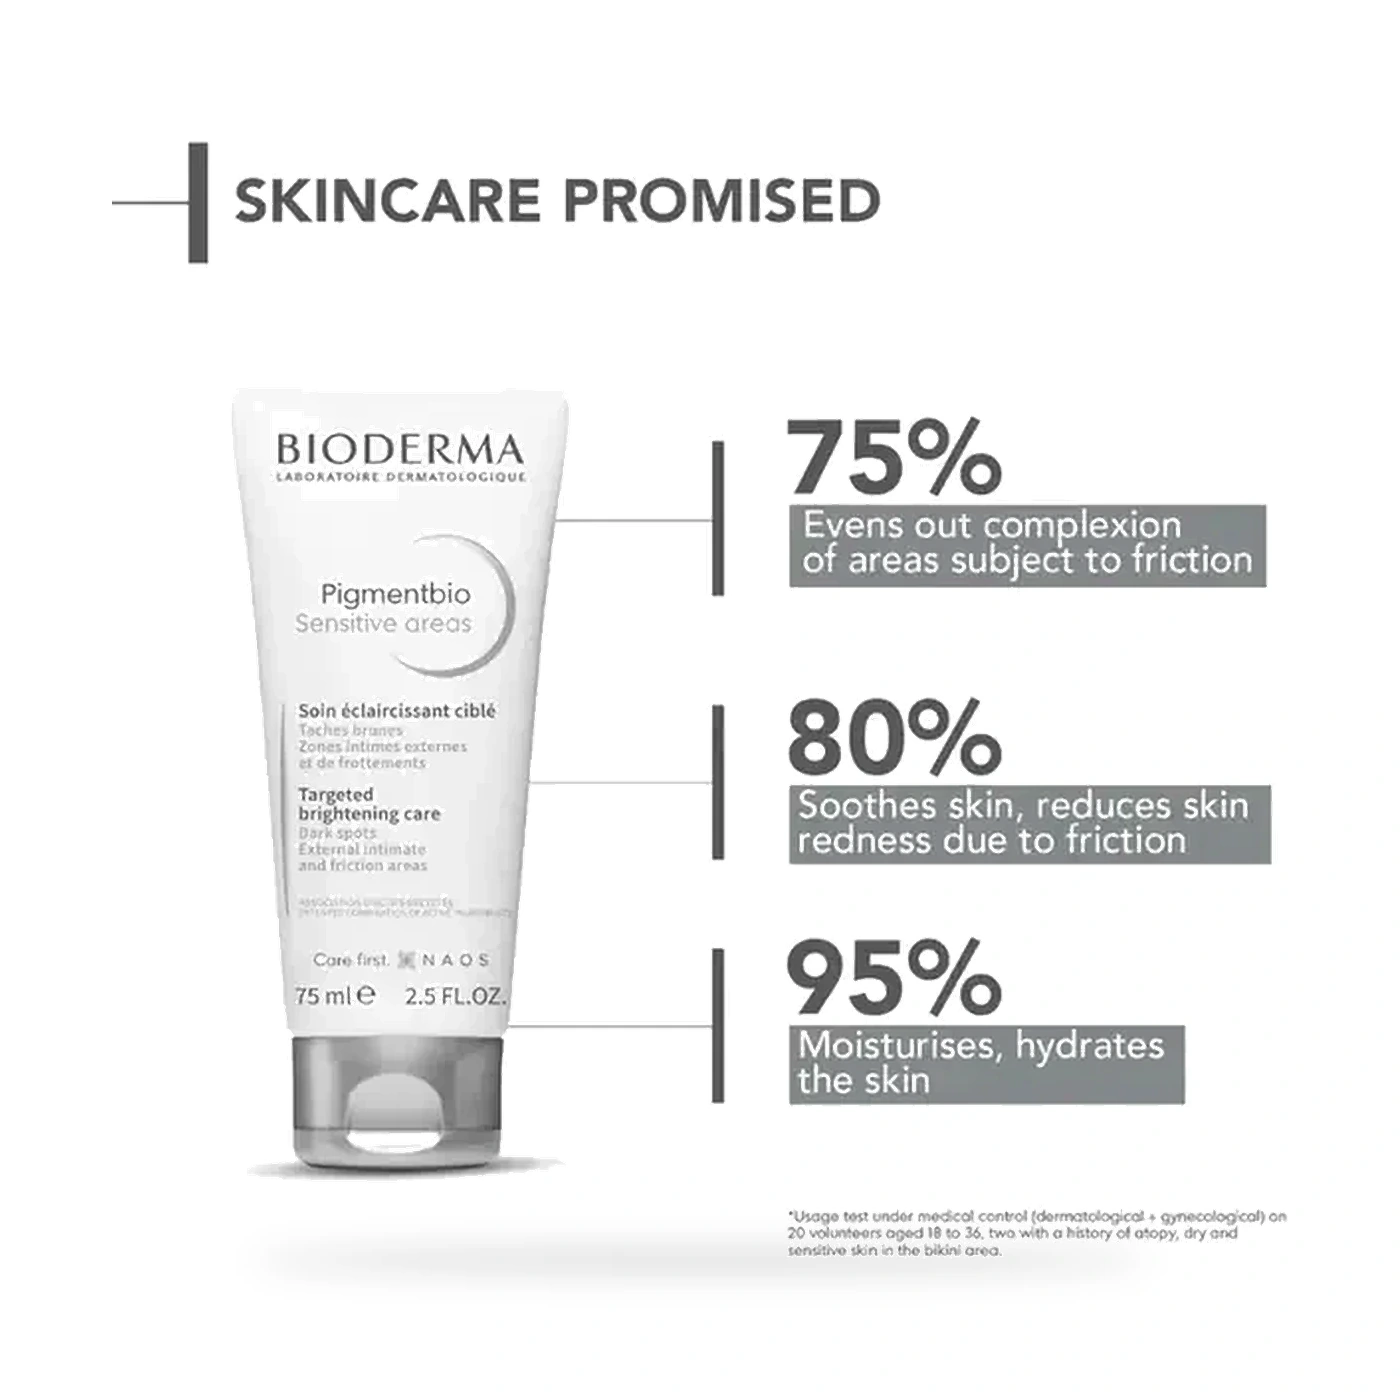 SKINCARE PROMISED
BIODERMA
LABORATOIRE DERMATOLOGIQUE
Pigmentbio
Sensitive areas
Soin éclaircissant ciblé
Taches brunes
Zones intimes externes
et de frottements
Targeted
brightening care
Dark spots
External intimate
and friction areas
Care first. NAOS
75 ml e 2.5 FL.OZ.
75%
Evens out complexion
of areas subject to friction
80%
Soothes skin, reduces skin
redness due to friction
95%
Moisturises, hydrates
the skin
*Usage test under medical control (dermatological + gynecological) on
20 volunteers aged 18 to 36, two with a history of atopy, dry and
sensitive skin in the bikini area.